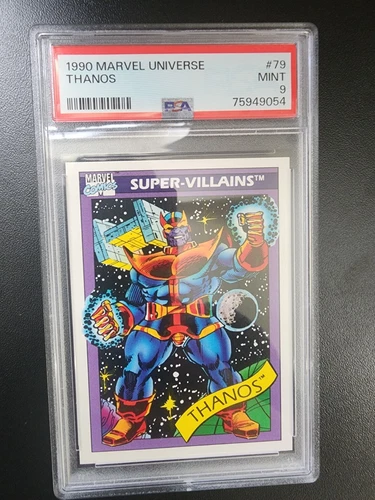 1990 MARVEL UNIVERSE #79
THANOS MINT
9
PSA 75949054
MARVEL
COMICS
SUPER-VILLAINS™
THANOS™